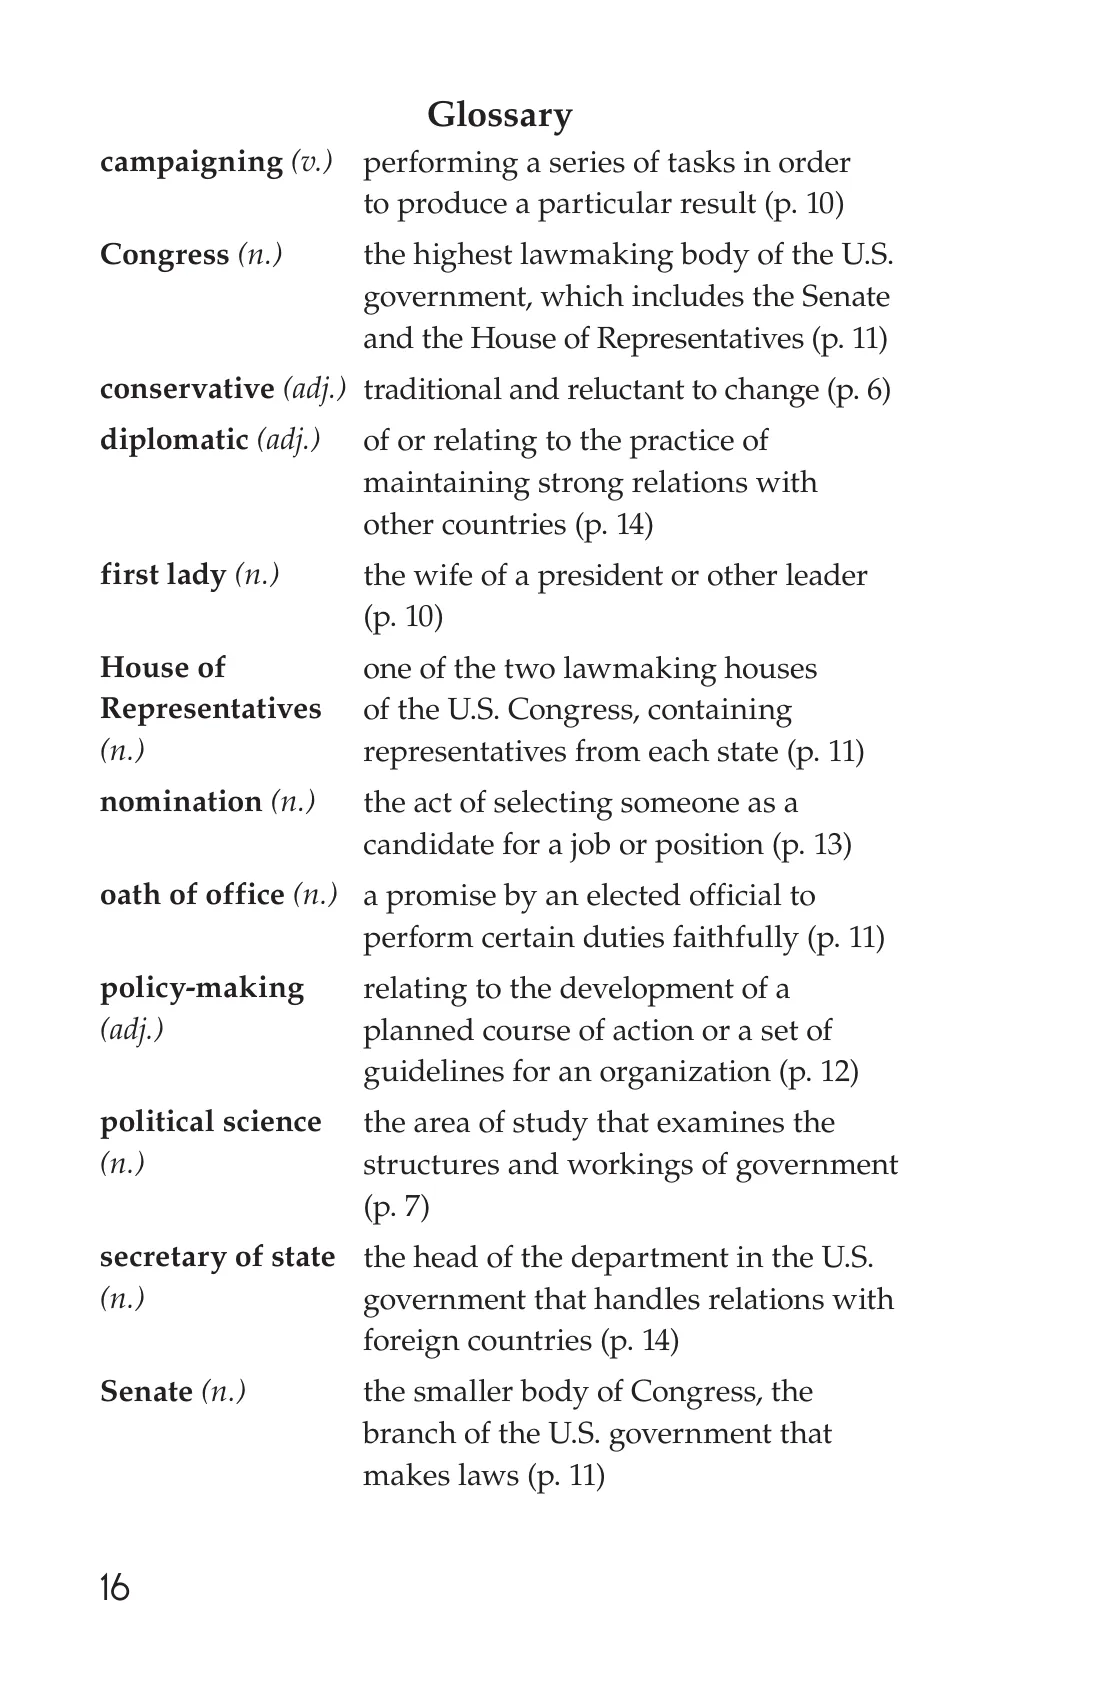 Glossary
campaigning (v.) performing a series of tasks in order
to produce a particular result (p. 10)
Congress (n.) the highest lawmaking body of the U.S.
government, which includes the Senate
and the House of Representatives (p. 11)
conservative (adj.) traditional and reluctant to change (p. 6)
diplomatic (adj.) of or relating to the practice of
maintaining strong relations with
other countries (p. 14)
first lady (n.) the wife of a president or other leader
(p. 10)
House of one of the two lawmaking houses
Representatives of the U.S. Congress, containing
(n.) representatives from each state (p. 11)
nomination (n.) the act of selecting someone as a
candidate for a job or position (p. 13)
oath of office (n.) a promise by an elected official to
perform certain duties faithfully (p. 11)
policy-making relating to the development of a
(adj.) planned course of action or a set of
guidelines for an organization (p. 12)
political science the area of study that examines the
(n.) structures and workings of government
(p. 7)
secretary of state the head of the department in the U.S.
(n.) government that handles relations with
foreign countries (p. 14)
Senate (n.) the smaller body of Congress, the
branch of the U.S. government that
makes laws (p. 11)
16